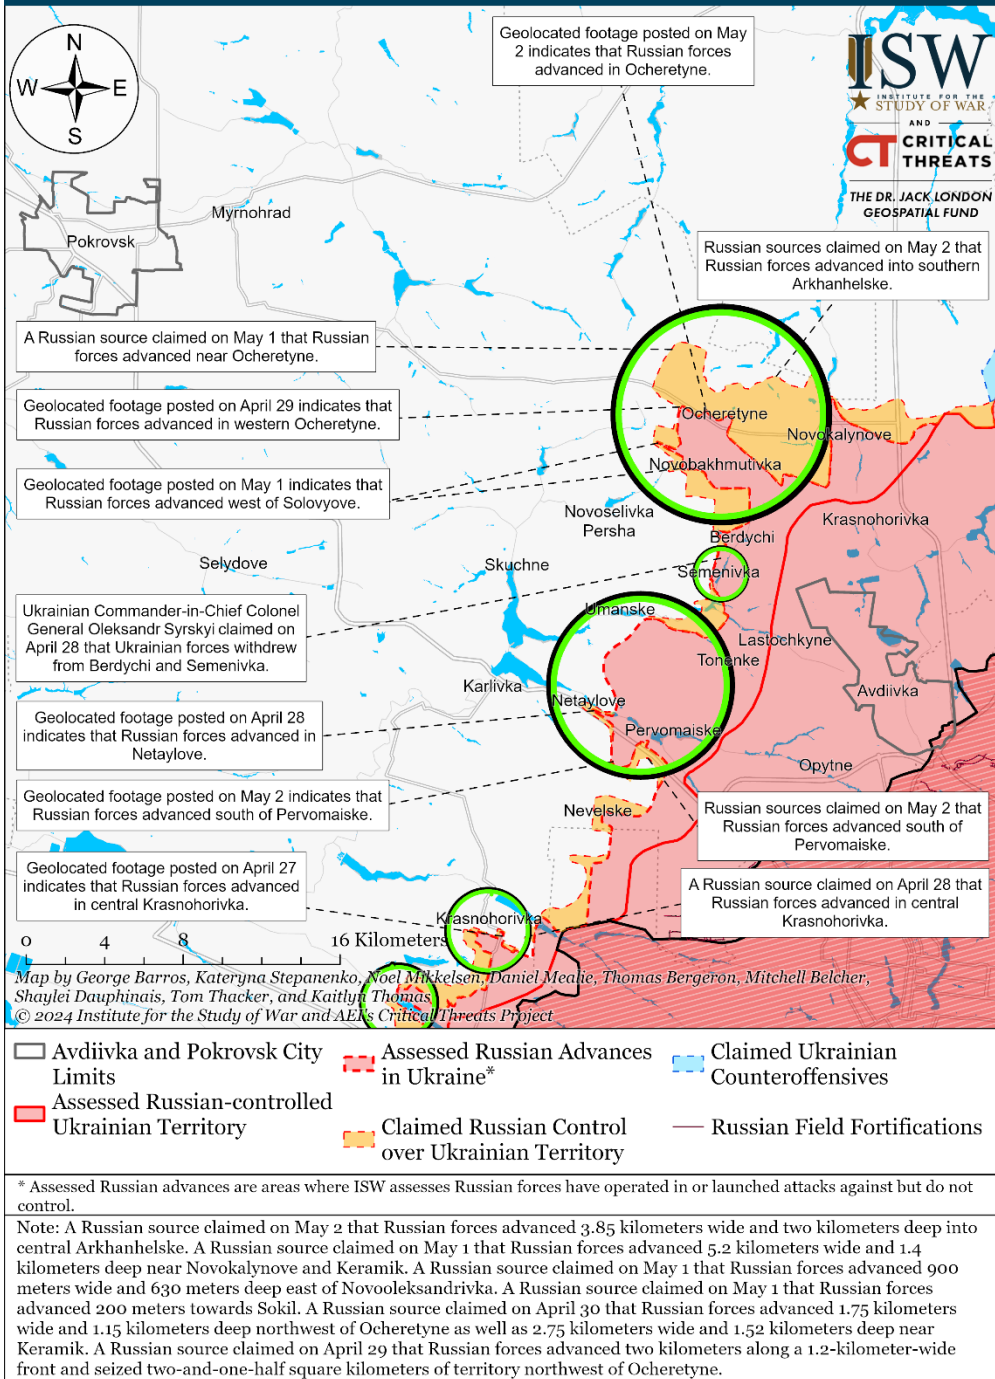 Geolocated footage posted on May
2 indicates that Russian forces
advanced in Ocheretyne.
N
W
E
S
ISW
INSTITUTE FOR THE
STUDY OF WAR
AND
CT CRITICAL
THREATS
THE DR. JACK LONDON
GEOSPATIAL FUND
Myrnohrad
Pokrovsk
Russian sources claimed on May 2 that
Russian forces advanced into southern
Arkhanhelske.
A Russian source claimed on May 1 that Russian
forces advanced near Ocheretyne.
Geolocated footage posted on April 29 indicates that
Russian forces advanced in western Ocheretyne.
Ocheretyne
Novokalynove
Novobakhmutivka
Geolocated footage posted on May 1 indicates that
Russian forces advanced west of Solovyove.
Novoselivka
Persha
Krasnohorivka
Berdychi
Selydove
Skuchne
Semenivka
Umanske
Ukrainian Commander-in-Chief Colonel
General Oleksandr Syrskyi claimed on
April 28 that Ukrainian forces withdrew
from Berdychi and Semenivka.
Lastochkyne
Tonenke
Karlivka
Avdiivka
Netaylove
Geolocated footage posted on April 28
indicates that Russian forces advanced in
Netaylove.
Pervomaiske
Opytne
Geolocated footage posted on May 2 indicates that
Russian forces advanced south of Pervomaiske.
Nevelske
Russian sources claimed on May 2 that
Russian forces advanced south of
Pervomaiske.
Geolocated footage posted on April 27
indicates that Russian forces advanced
in central Krasnohorivka.
A Russian source claimed on April 28 that
Russian forces advanced in central
Krasnohorivka.
Krasnohorivka
0 4 8 16 Kilometers
Map by George Barros, Kateryna Stepanenko, Noel Mikkelsen, Daniel Mealie, Thomas Bergeron, Mitchell Belcher,
Shaylei Dauphinais, Tom Thacker, and Kaitlyn Thomas
© 2024 Institute for the Study of War and AEI's Critical Threats Project
Avdiivka and Pokrovsk City
Limits
Assessed Russian-controlled
Ukrainian Territory
Assessed Russian Advances
in Ukraine*
Claimed Russian Control
over Ukrainian Territory
Claimed Ukrainian
Counteroffensives
Russian Field Fortifications
* Assessed Russian advances are areas where ISW assesses Russian forces have operated in or launched attacks against but do not
control.
Note: A Russian source claimed on May 2 that Russian forces advanced 3.85 kilometers wide and two kilometers deep into
central Arkhanhelske. A Russian source claimed on May 1 that Russian forces advanced 5.2 kilometers wide and 1.4
kilometers deep near Novokalynove and Keramik. A Russian source claimed on May 1 that Russian forces advanced 900
meters wide and 630 meters deep east of Novooleksandrivka. A Russian source claimed on May 1 that Russian forces
advanced 200 meters towards Sokil. A Russian source claimed on April 30 that Russian forces advanced 1.75 kilometers
wide and 1.15 kilometers deep northwest of Ocheretyne as well as 2.75 kilometers wide and 1.52 kilometers deep near
Keramik. A Russian source claimed on April 29 that Russian forces advanced two kilometers along a 1.2-kilometer-wide
front and seized two-and-one-half square kilometers of territory northwest of Ocheretyne.